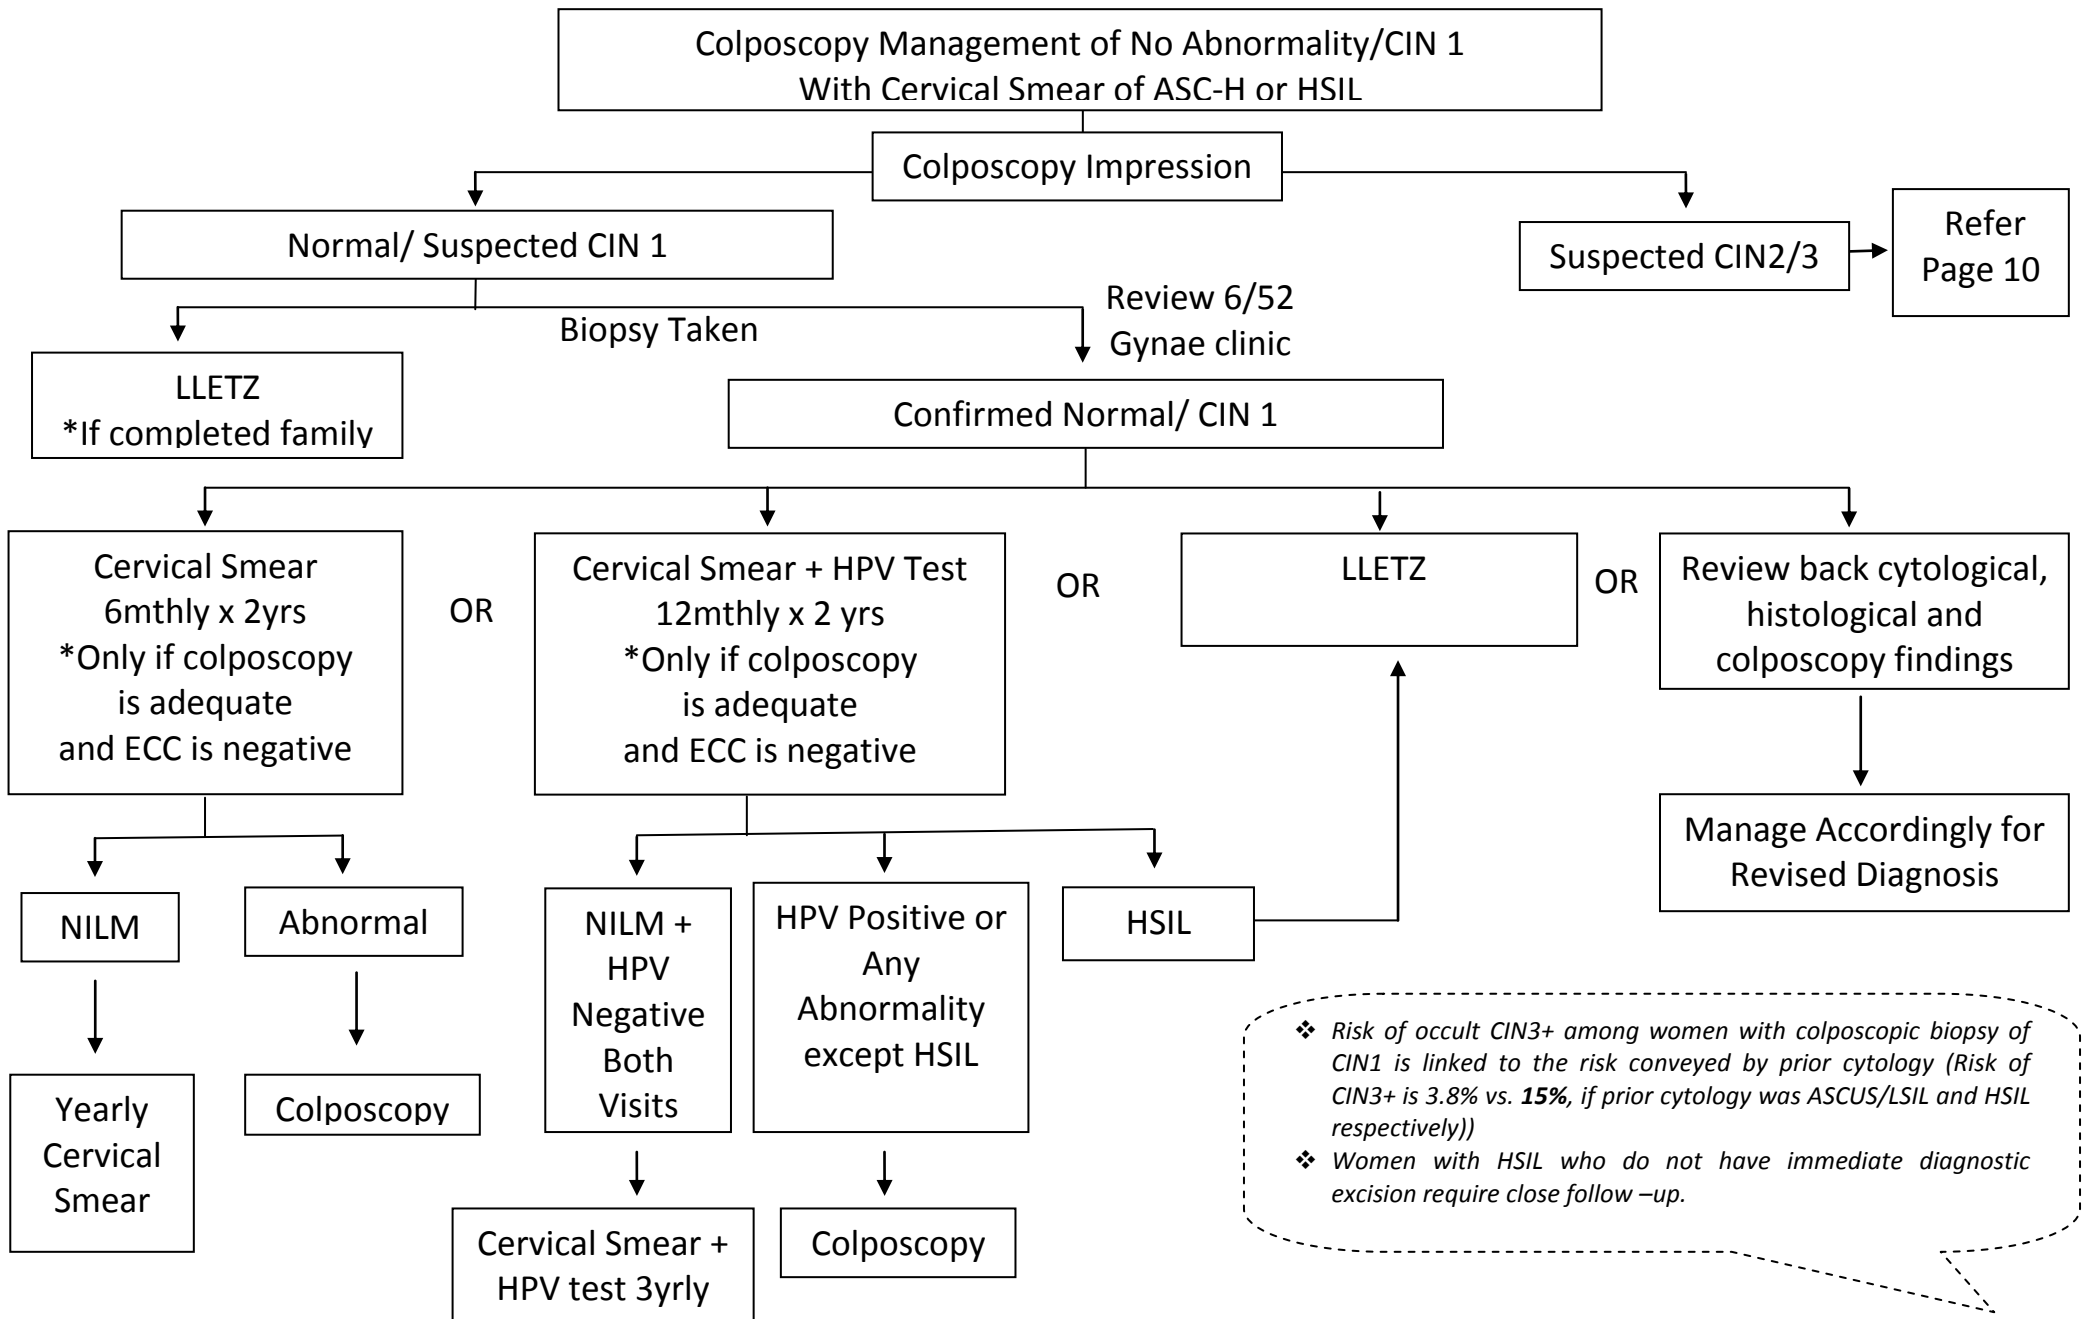 Colposcopy Management of No Abnormality/CIN 1
With Cervical Smear of ASC-H or HSIL
Colposcopy Impression
Normal/ Suspected CIN 1
Suspected CIN2/3
Refer
Page 10
Biopsy Taken
Review 6/52
Gynae clinic
LLETZ
*If completed family
Confirmed Normal/ CIN 1
Cervical Smear
6mthly x 2yrs
*Only if colposcopy
is adequate
and ECC is negative
OR
Cervical Smear + HPV Test
12mthly x 2 yrs
*Only if colposcopy
is adequate
and ECC is negative
OR
LLETZ
OR
Review back cytological,
histological and
colposcopy findings
Manage Accordingly for
Revised Diagnosis
NILM
Abnormal
NILM +
HPV
Negative
Both
Visits
HPV Positive or
Any
Abnormality
except HSIL
HSIL
Yearly
Cervical
Smear
Colposcopy
Cervical Smear +
HPV test 3yrly
Colposcopy
❖ Risk of occult CIN3+ among women with colposcopic biopsy of
CIN1 is linked to the risk conveyed by prior cytology (Risk of
CIN3+ is 3.8% vs. 15%, if prior cytology was ASCUS/LSIL and HSIL
respectively))
❖ Women with HSIL who do not have immediate diagnostic
excision require close follow –up.